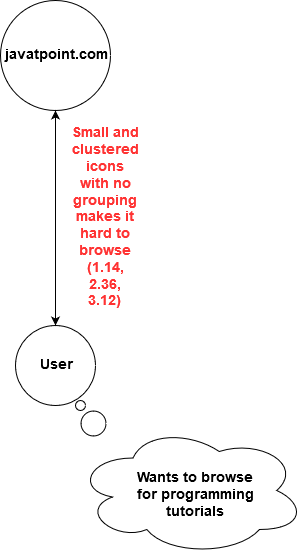 javatpoint.com
Small and
clustered
icons
with no
grouping
makes it
hard to
browse
(1.14,
2.36,
3.12)
User
Wants to browse
for programming
tutorials